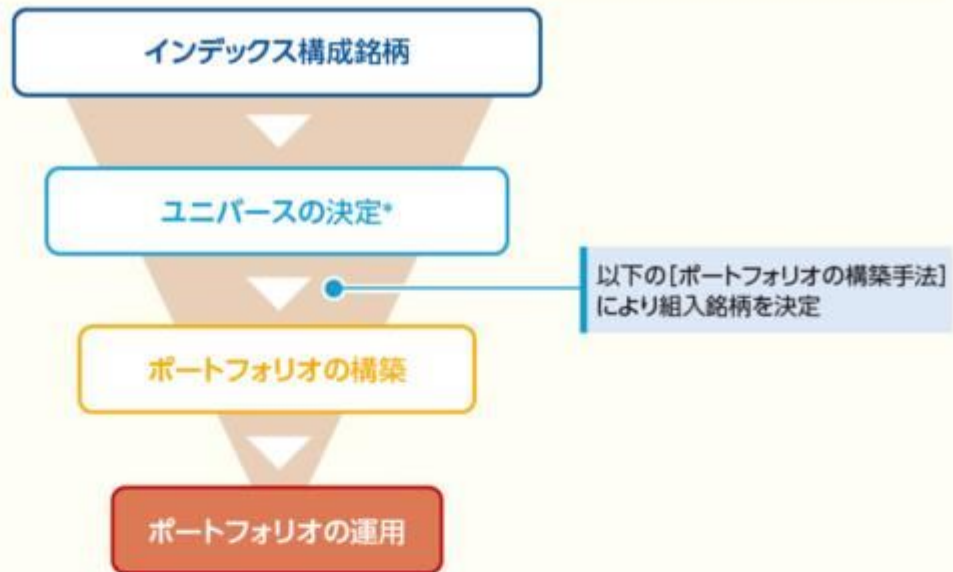 インデックス構成銘柄
ユニバースの決定*
以下の[ポートフォリオの構築手法]
により組入銘柄を決定
ポートフォリオの構築
ポートフォリオの運用